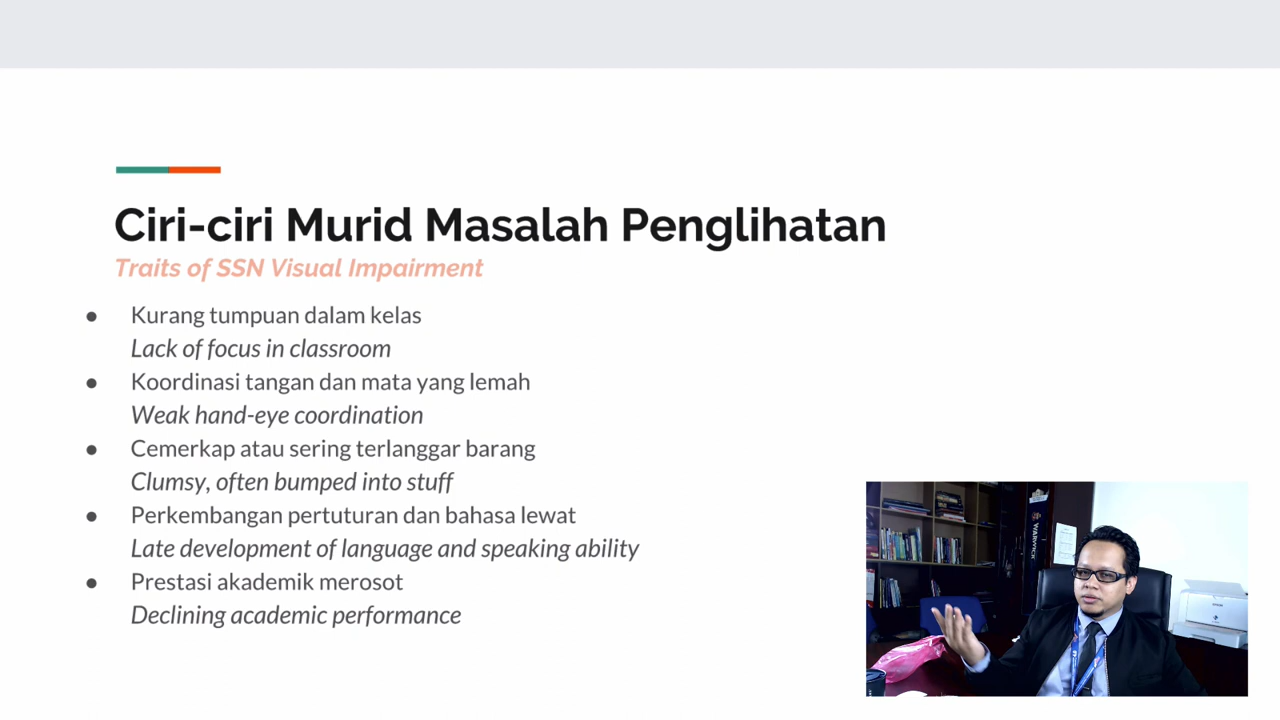 Ciri-ciri Murid Masalah Penglihatan
Traits of SSN Visual Impairment
● Kurang tumpuan dalam kelas
Lack of focus in classroom
● Koordinasi tangan dan mata yang lemah
Weak hand-eye coordination
● Cemerkap atau sering terlanggar barang
Clumsy, often bumped into stuff
● Perkembangan pertuturan dan bahasa lewat
Late development of language and speaking ability
● Prestasi akademik merosot
Declining academic performance
WARWICK